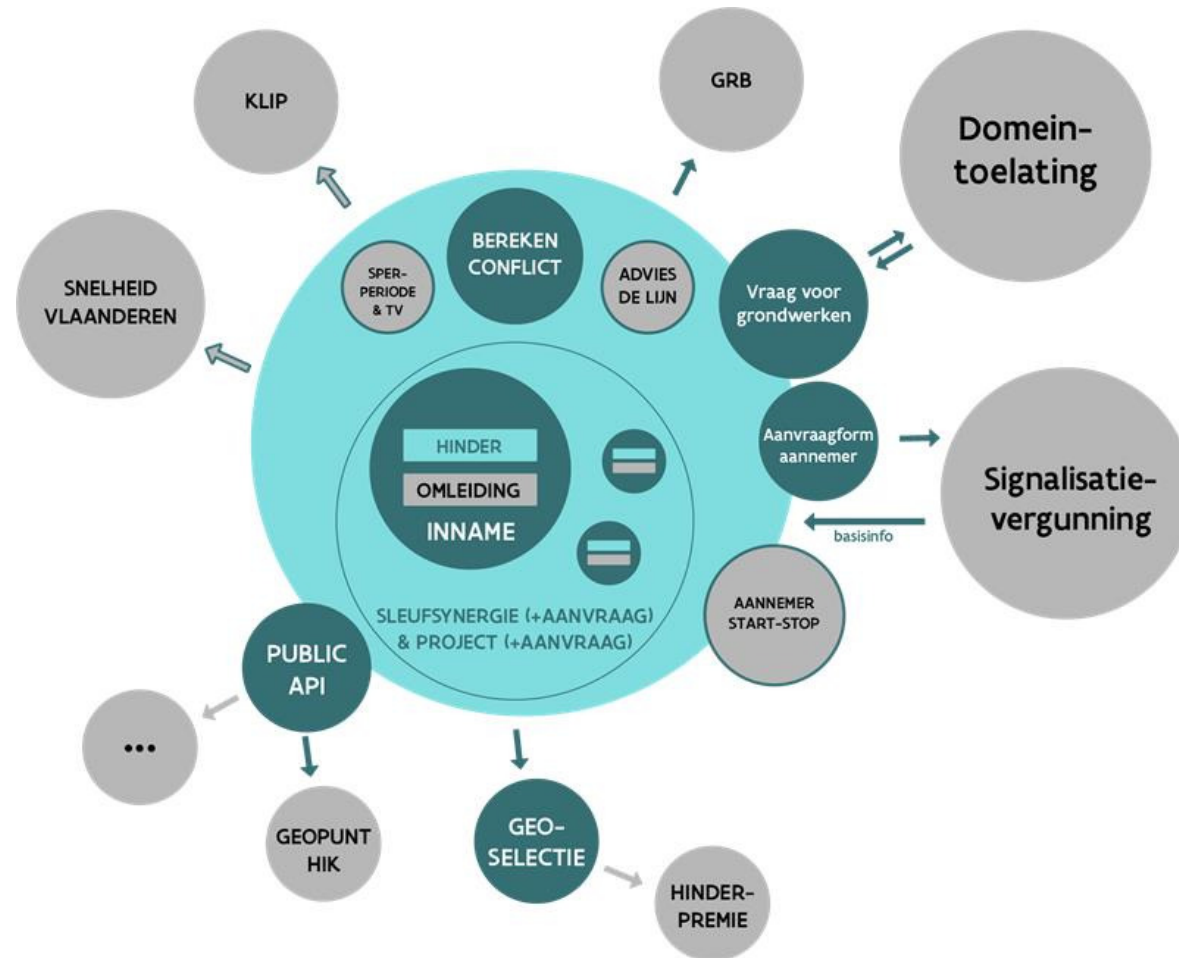 KLIP
GRB
Domein-
toelating
SNELHEID
VLAANDEREN
SPER-
PERIODE
& TV
BEREKEN
CONFLICT
ADVIES
DE LIJN
Vraag voor
grondwerken
HINDER
OMLEIDING
INNAME
Aanvraagform
aannemer
Signalisatie-
vergunning
basisinfo
SLEUFSYNERGIE (+AANVRAAG)
& PROJECT (+AANVRAAG)
AANNEMER
START-STOP
PUBLIC
API
...
GEOPUNT
HIK
GEO-
SELECTIE
HINDER-
PREMIE